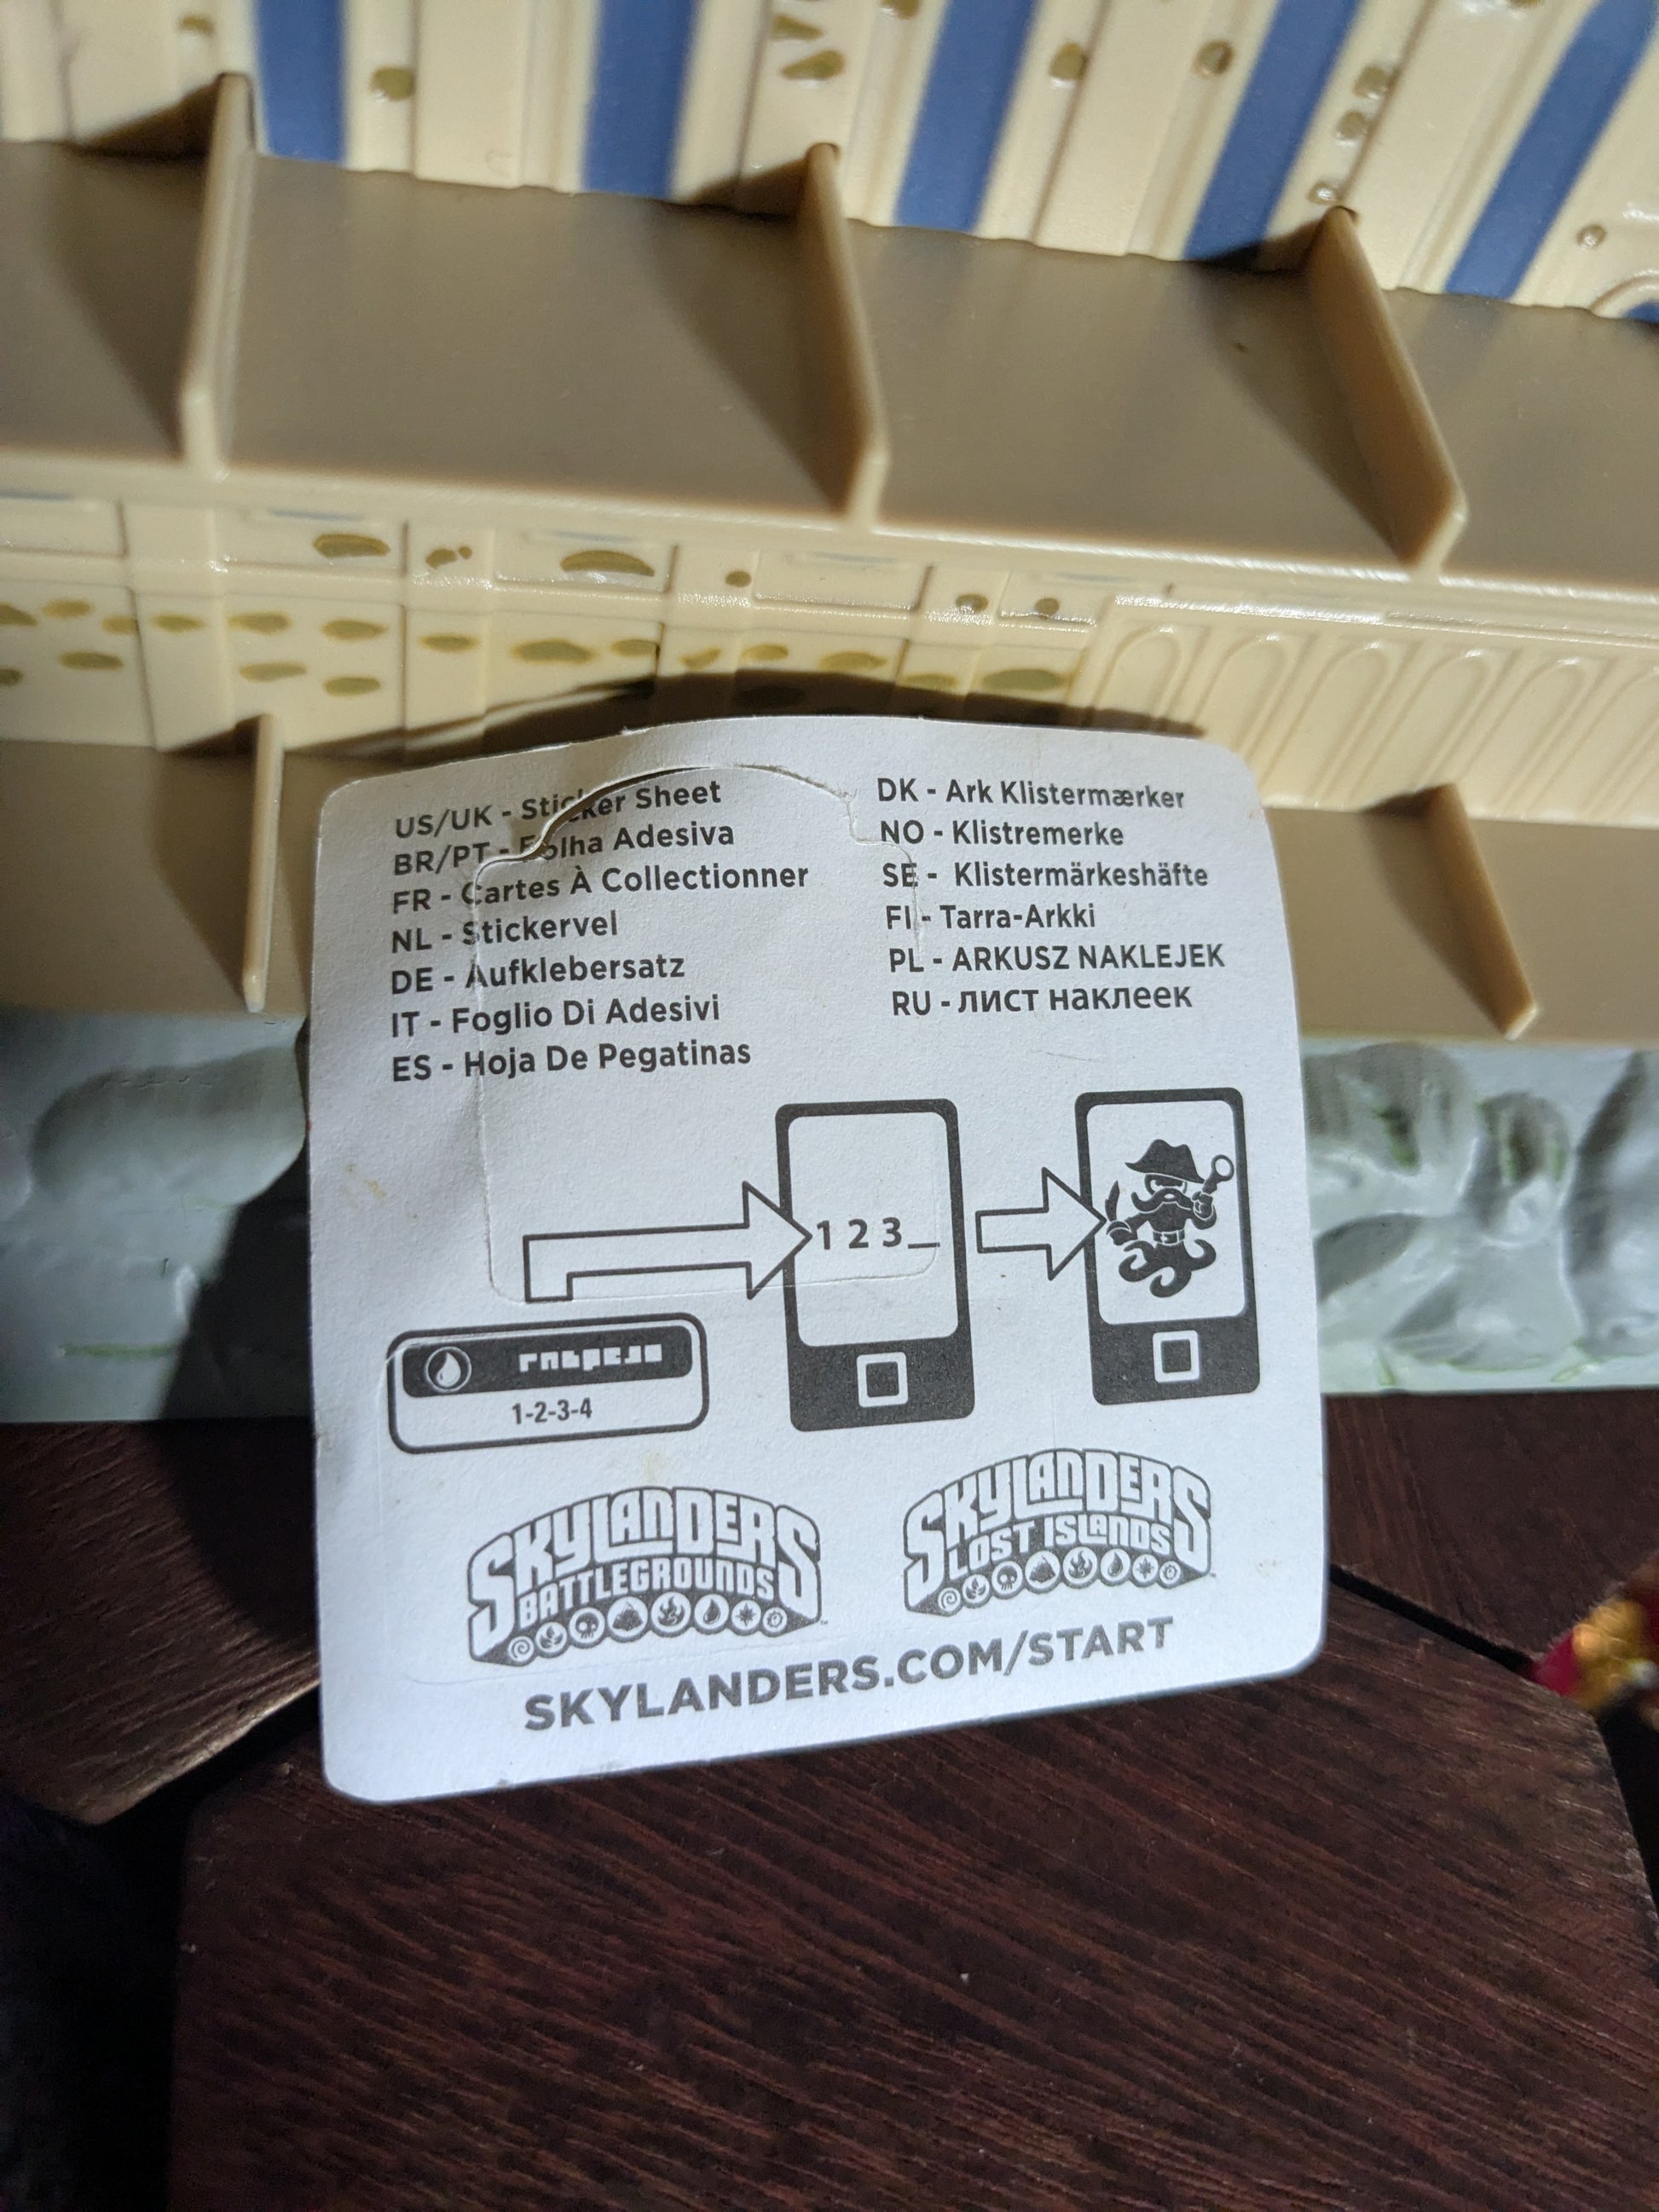 US/UK - Sticker Sheet
BR/PT - Folha Adesiva
FR - Cartes À Collectionner
NL - Stickervel
DE - Aufklebersatz
IT - Foglio Di Adesivi
ES - Hoja De Pegatinas
DK - Ark Klistermærker
NO - Klistremerke
SE - Klistermärkeshäfte
FI - Tarra-Arkki
PL - ARKUSZ NAKLEJEK
RU - лист наклеек
1 2 3_
1-2-3-4
SKYLANDERS
BATTLEGROUNDS
SKYLANDERS
LOST ISLANDS
SKYLANDERS.COM/START